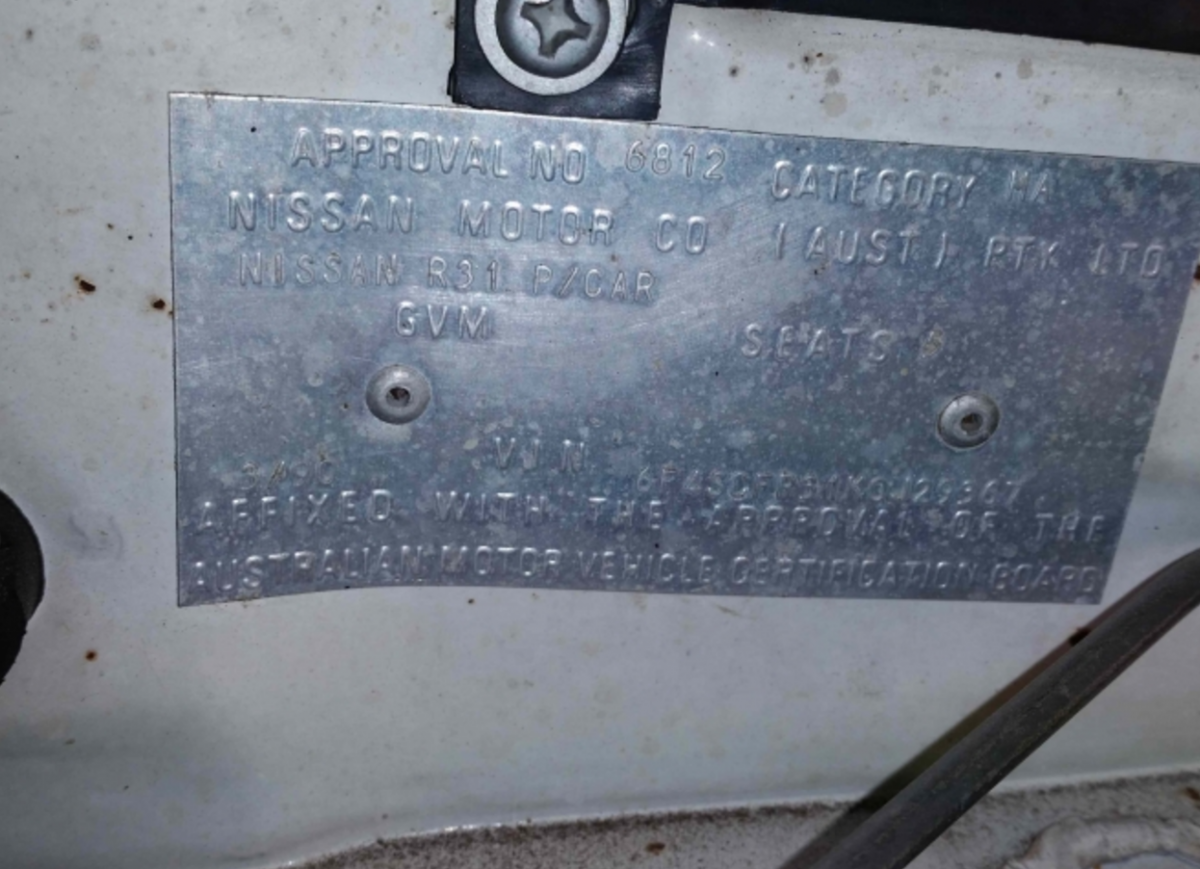 APPROVAL NO 6812 CATEGORY MA
NISSAN MOTOR CO (AUST) PTY LTD
NISSAN R31 P/CAR
GVM SEATS 5
VIN
AFFIXED WITH THE APPROVAL OF THE
AUSTRALIAN MOTOR VEHICLE CERTIFICATION BOARD